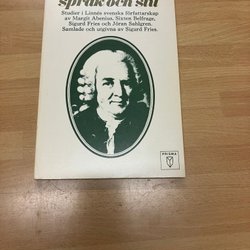 språk och stil
Studier i Linnés svenska författarskap
av Margit Abenius, Sixten Belfrage,
Sigurd Fries och Jöran Sahlgren.
Samlade och utgivna av Sigurd Fries.
PRISMA